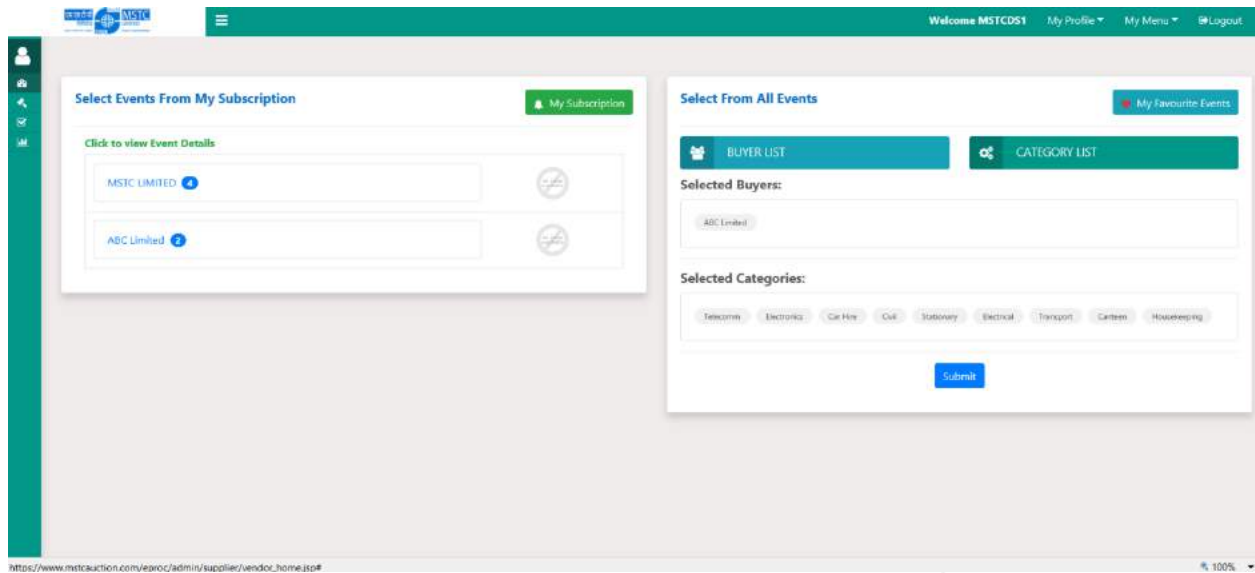 MSTC
Welcome MSTCDS1 My Profile My Menu Logout
Select Events From My Subscription
My Subscription
Click to view Event Details
MSTC LIMITED 4
ABC Limited 2
Select From All Events
My Favourite Events
BUYER LIST
CATEGORY LIST
Selected Buyers:
ABC Limited
Selected Categories:
Telecomm Electronics Car Hire Civil Stationary Electrical Transport Canteen Housekeeping
Submit
https://www.mstcauction.com/eproc/admin/supplier/vendor_home.jsp#
100%